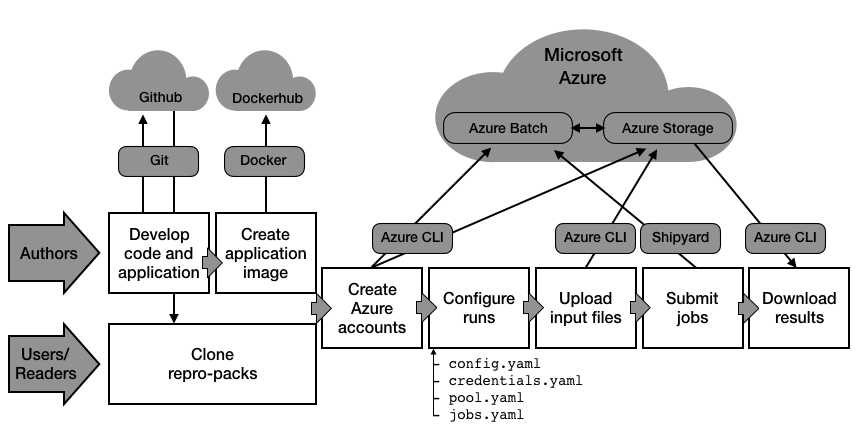 Microsoft
Azure
Github
Dockerhub
Azure Batch
Azure Storage
Git
Docker
Azure CLI
Azure CLI
Shipyard
Azure CLI
Authors
Develop
code and
application
Create
application
image
Create
Azure
accounts
Configure
runs
Upload
input files
Submit
jobs
Download
results
Users/
Readers
Clone
repro-packs
config.yaml
credentials.yaml
pool.yaml
jobs.yaml